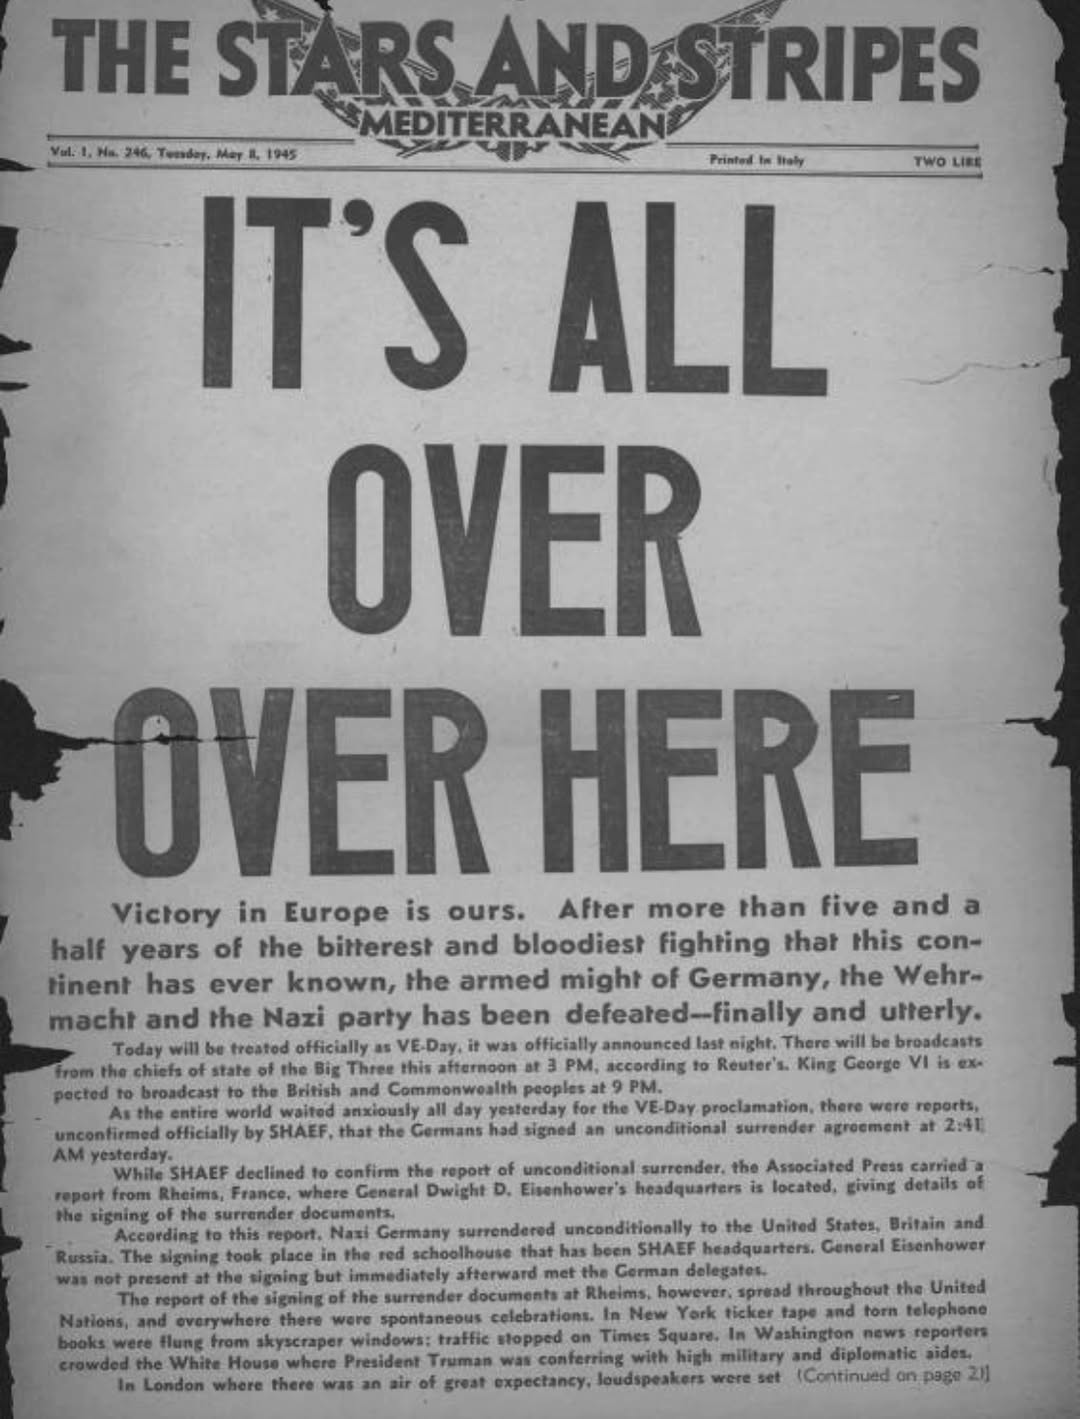 THE STARS AND STRIPES
MEDITERRANEAN
Vol. 1, No. 246, Tuesday, May 8, 1945
Printed In Italy
TWO LIRE
IT'S ALL
OVER
OVER HERE
Victory in Europe is ours. After more than five and a
half years of the bitterest and bloodiest fighting that this con-
tinent has ever known, the armed might of Germany, the Wehr-
macht and the Nazi party has been defeated—finally and utterly.
Today will be treated officially as VE-Day, it was officially announced last night. There will be broadcasts
from the chiefs of state of the Big Three this afternoon at 3 PM, according to Reuter's. King George VI is ex-
pected to broadcast to the British and Commonwealth peoples at 9 PM.
As the entire world waited anxiously all day yesterday for the VE-Day proclamation, there were reports,
unconfirmed officially by SHAEF, that the Germans had signed an unconditional surrender agreement at 2:41
AM yesterday.
While SHAEF declined to confirm the report of unconditional surrender, the Associated Press carried a
report from Rheims, France, where General Dwight D. Eisenhower's headquarters is located, giving details of
the signing of the surrender documents.
According to this report, Nazi Germany surrendered unconditionally to the United States, Britain and
Russia. The signing took place in the red schoolhouse that has been SHAEF headquarters. General Eisenhower
was not present at the signing but immediately afterward met the German delegates.
The report of the signing of the surrender documents at Rheims, however, spread throughout the United
Nations, and everywhere there were spontaneous celebrations. In New York ticker tape and torn telephone
books were flung from skyscraper windows; traffic stopped on Times Square. In Washington news reporters
crowded the White House where President Truman was conferring with high military and diplomatic aides.
In London where there was an air of great expectancy, loudspeakers were set (Continued on page 2)